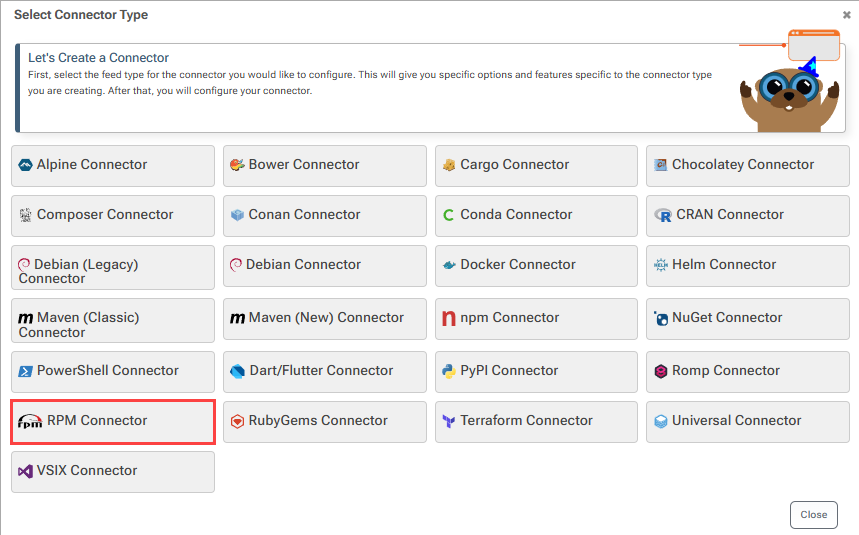 Select Connector Type
Let's Create a Connector
First, select the feed type for the connector you would like to configure. This will give you specific options and features specific to the connector type
you are creating. After that, you will configure your connector.
Alpine Connector
Bower Connector
Cargo Connector
Chocolatey Connector
Composer Connector
Conan Connector
Conda Connector
CRAN Connector
Debian (Legacy)
Connector
Debian Connector
Docker Connector
HELM
Helm Connector
Maven (Classic)
Connector
Maven (New) Connector
npm Connector
NuGet Connector
PowerShell Connector
Dart/Flutter Connector
PyPI Connector
Romp Connector
rpm RPM Connector
RubyGems Connector
Terraform Connector
Universal Connector
VSIX Connector
Close